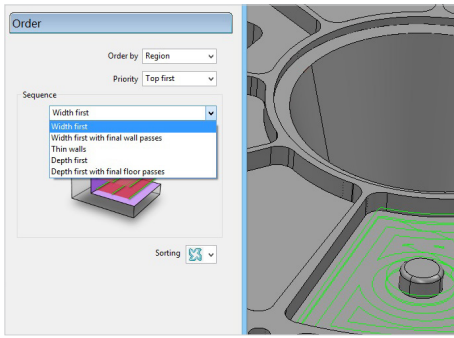 Order
Order by Region
Priority Top first
Sequence
Width first
Width first
Width first with final wall passes
Thin walls
Depth first
Depth first with final floor passes
Sorting